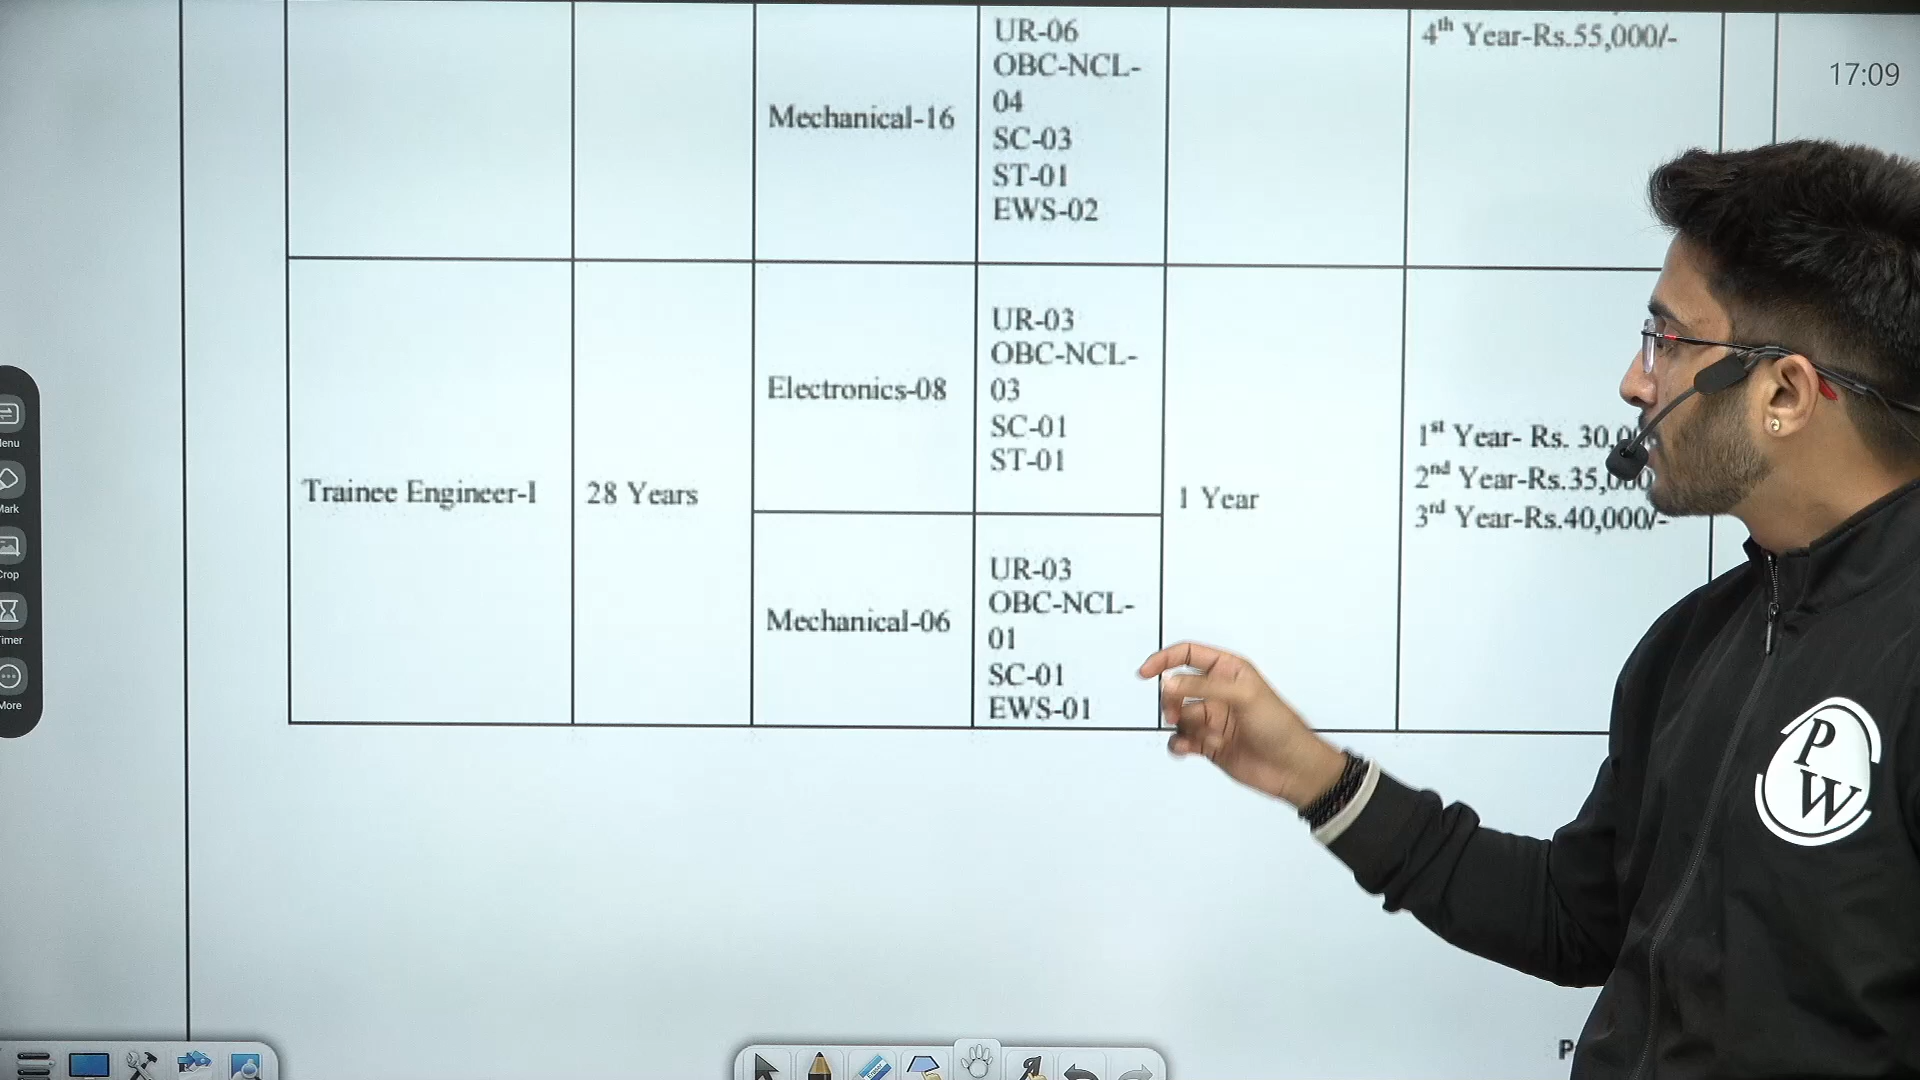 4th Year-Rs.55,000/-
17:09
Mechanical-16
UR-06
OBC-NCL-
04
SC-03
ST-01
EWS-02
Trainee Engineer-I
28 Years
Electronics-08
UR-03
OBC-NCL-
03
SC-01
ST-01
Mechanical-06
UR-03
OBC-NCL-
01
SC-01
EWS-01
1 Year
1st Year- Rs. 30,00
2nd Year-Rs.35,000
3rd Year-Rs.40,000/-
enu
Mark
Crop
Timer
More
P
W